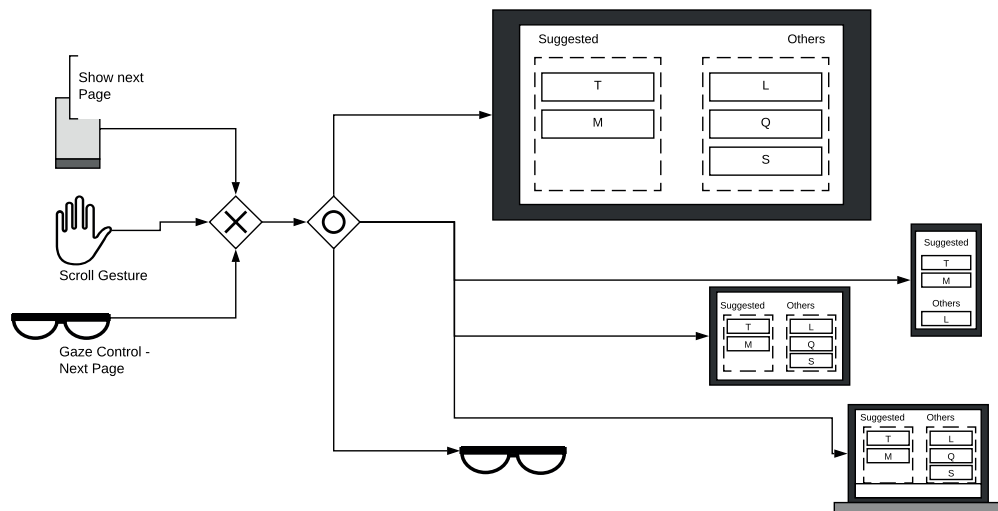 Show next
Page
Scroll Gesture
Gaze Control -
Next Page
Suggested
Others
T
M
L
Q
S
Suggested
T
M
Others
L
Suggested
Others
T
M
L
Q
S
Suggested
Others
T
M
L
Q
S